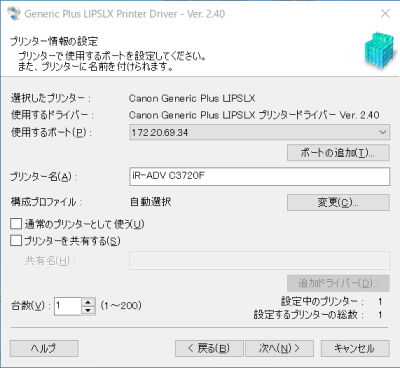 Generic Plus LIPSLX Printer Driver - Ver. 2.40
プリンター情報の設定
プリンターで使用するポートを設定してください。
また、プリンターに名前を付けられます。
選択したプリンター : Canon Generic Plus LIPSLX
使用するドライバー : Canon Generic Plus LIPSLX プリンタードライバー Ver. 2.40
使用するポート(P) : 172.20.69.34
ポートの追加(T)...
プリンター名(A) : iR-ADV C3720F
構成プロファイル : 自動選択 変更(C)...
通常のプリンターとして使う(U)
プリンターを共有する(S)
共有名(H) :
追加ドライバー(D)...
台数(V) : 1 (1～200) 設定中のプリンター : 1
設定するプリンターの総数 : 1
ヘルプ < 戻る(B) 次へ(N) > キャンセル